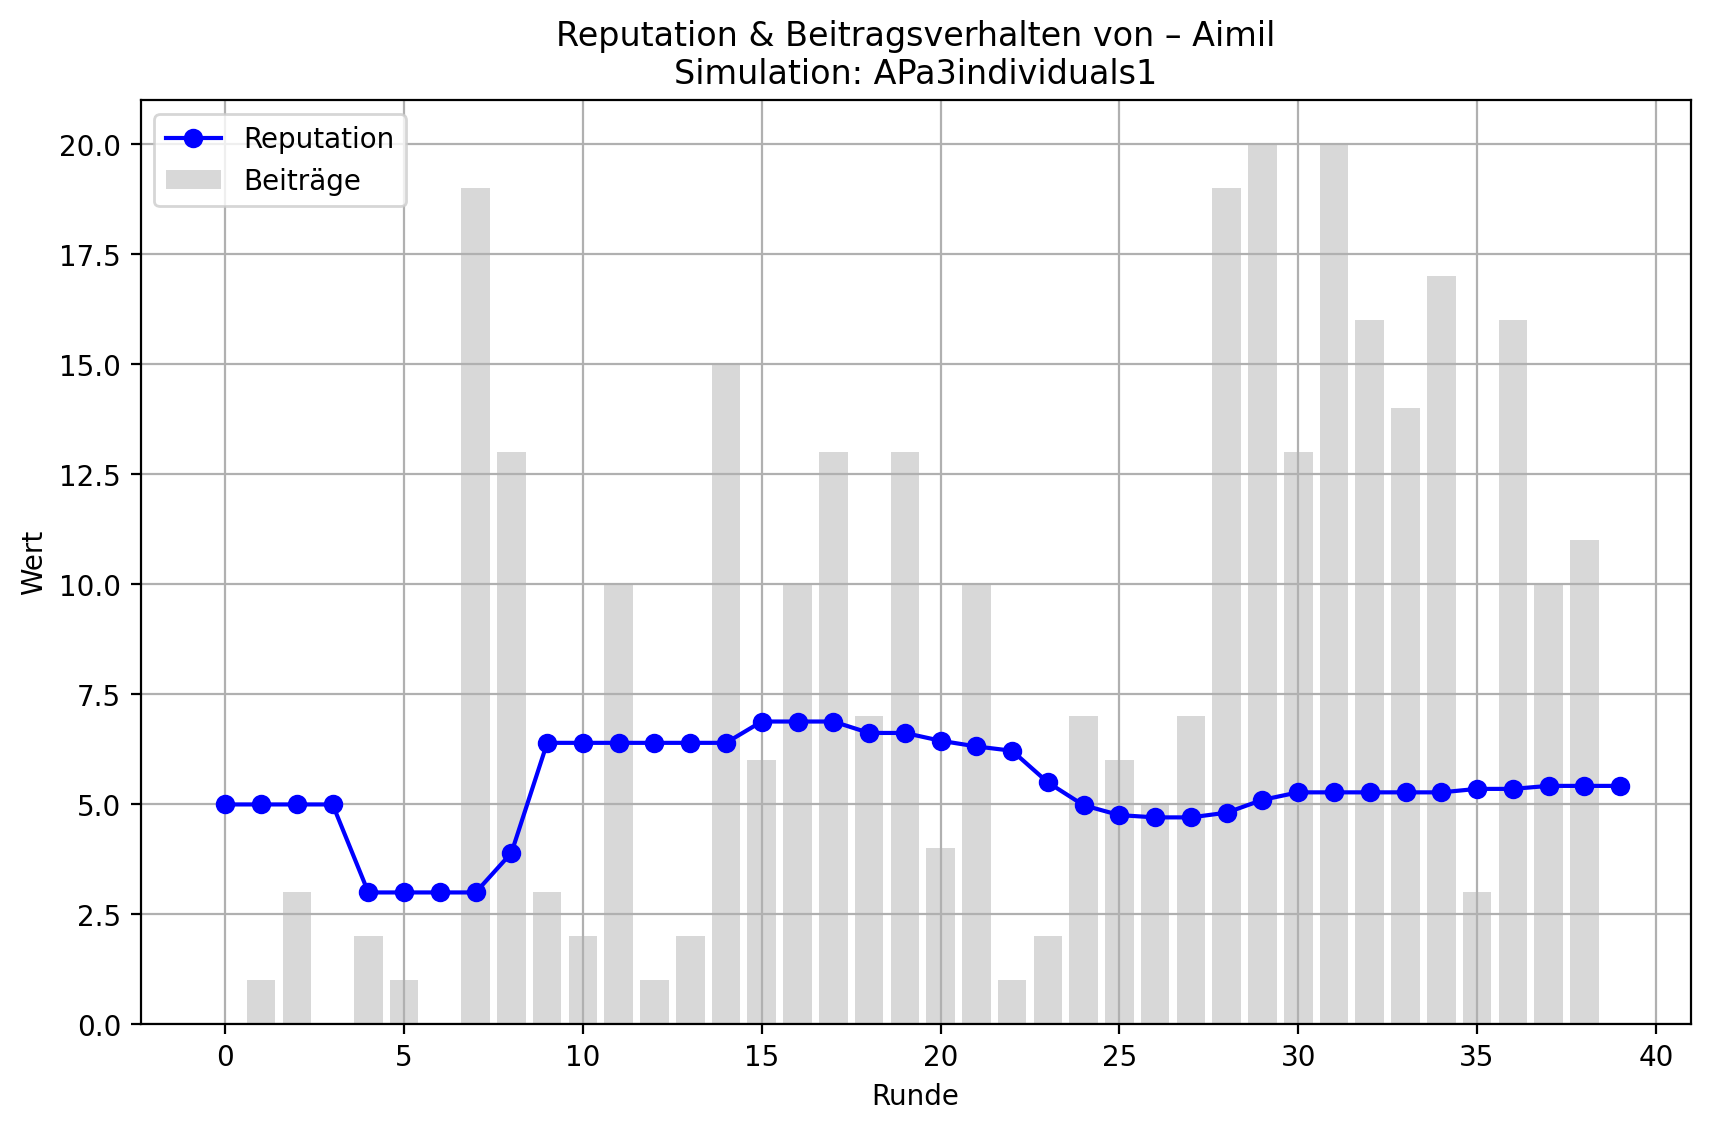 Reputation & Beitragsverhalten von – Aimil
Simulation: APa3individuals1
Reputation
Beiträge
20.0
17.5
15.0
12.5
10.0
7.5
5.0
2.5
0.0
Wert
0 5 10 15 20 25 30 35 40
Runde